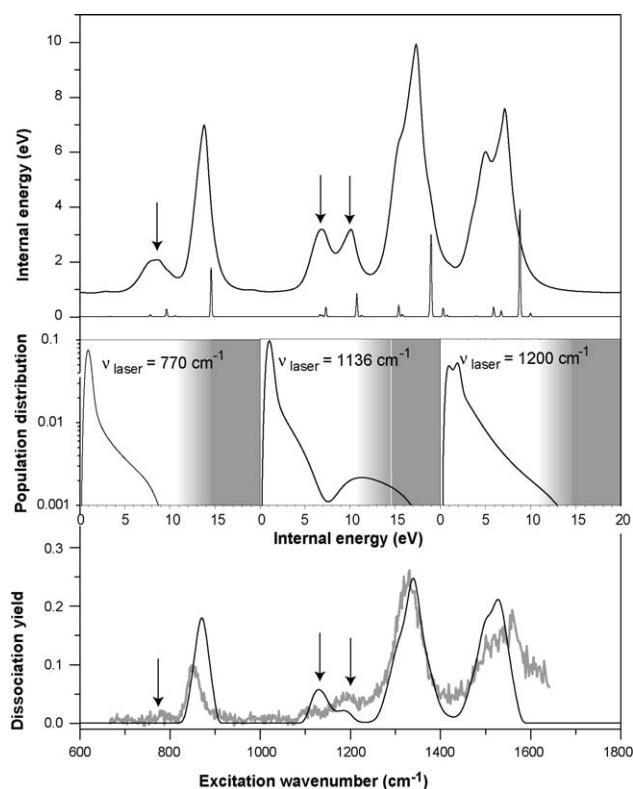 Internal energy (eV)
10
8
6
4
2
0
Population distribution
0.1
0.01
0.001
ν laser = 770 cm-1
ν laser = 1136 cm-1
ν laser = 1200 cm-1
0 5 10 15 0 5 10 15 0 5 10 15 20
Internal energy (eV)
Dissociation yield
0.3
0.2
0.1
0.0
600 800 1000 1200 1400 1600 1800
Excitation wavenumber (cm-1)